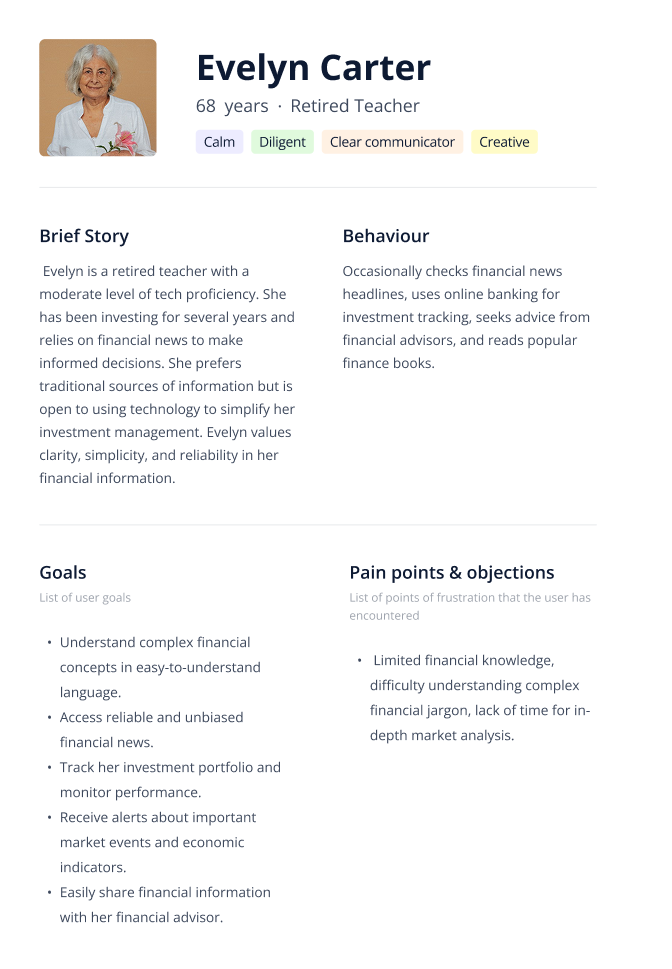 Evelyn Carter
68 years · Retired Teacher
Calm Diligent Clear communicator Creative
Brief Story
Evelyn is a retired teacher with a
moderate level of tech proficiency. She
has been investing for several years and
relies on financial news to make
informed decisions. She prefers
traditional sources of information but is
open to using technology to simplify her
investment management. Evelyn values
clarity, simplicity, and reliability in her
financial information.
Behaviour
Occasionally checks financial news
headlines, uses online banking for
investment tracking, seeks advice from
financial advisors, and reads popular
finance books.
Goals
List of user goals
• Understand complex financial
concepts in easy-to-understand
language.
• Access reliable and unbiased
financial news.
• Track her investment portfolio and
monitor performance.
• Receive alerts about important
market events and economic
indicators.
• Easily share financial information
with her financial advisor.
Pain points & objections
List of points of frustration that the user has
encountered
• Limited financial knowledge,
difficulty understanding complex
financial jargon, lack of time for in-
depth market analysis.